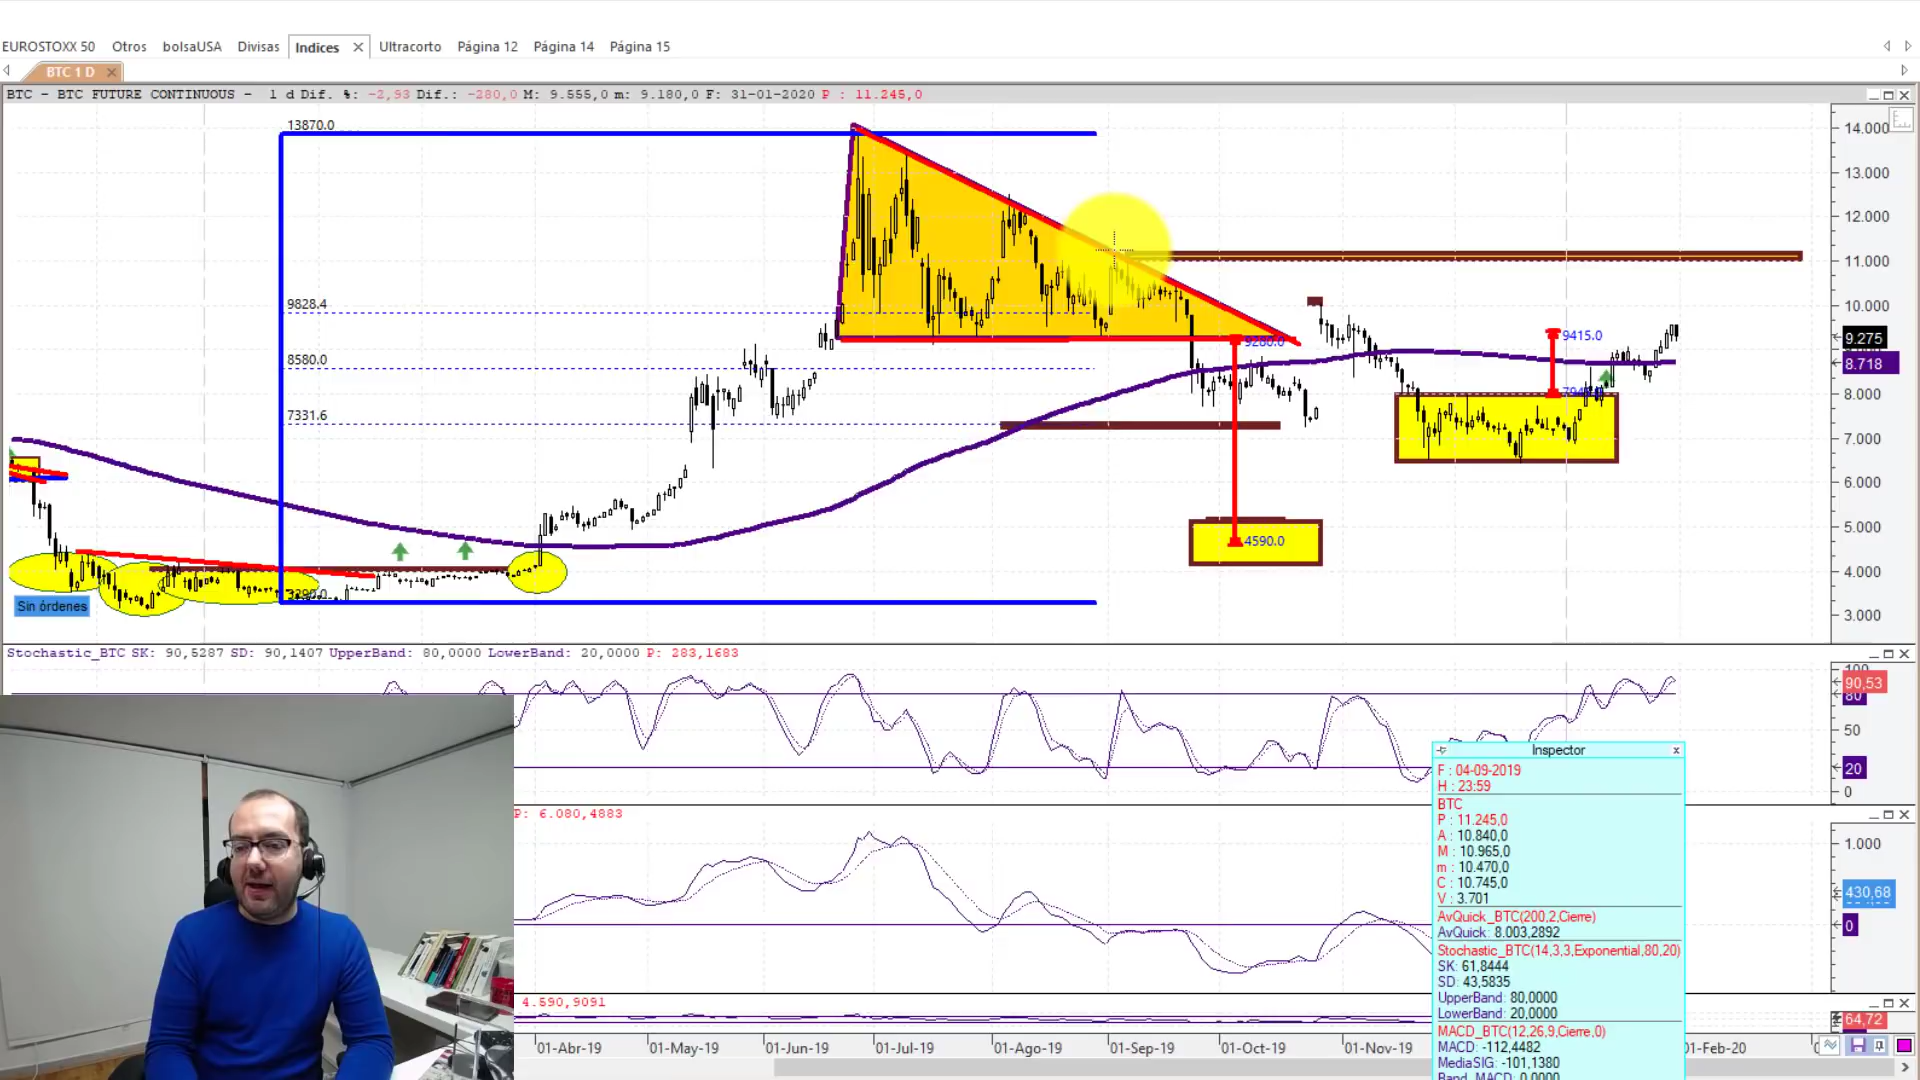 EUROSTOXX 50 Otros bolsaUSA Divisas Indices Ultracorto Página 12 Página 14 Página 15
BTC 1 D
BTC - BTC FUTURE CONTINUOUS - 1 d Dif. %: -2,93 Dif.: -280,0 M: 9.555,0 m: 9.180,0 F: 31-01-2020 P : 11.245,0
13870.0
14.000
13.000
12.000
11.000
9828.4
10.000
9280.0
9415.0
9.275
8580.0
8.718
8.000
7331.6
7.000
6.000
5.000
4590.0
4.000
Sin órdenes
3.000
Stochastic_BTC SK: 90,5287 SD: 90,1407 UpperBand: 80,0000 LowerBand: 20,0000 P: 283,1683
100
90,53
80
50
20
0
Inspector
F : 04-09-2019
H : 23:59
BTC
P : 11.245,0
A : 10.840,0
M : 10.965,0
m : 10.470,0
C : 10.745,0
V : 3.701
AvQuick_BTC(200,2,Cierre)
AvQuick: 8.003,2892
Stochastic_BTC(14,3,3,Exponential,80,20)
SK: 61,8444
SD: 43,5835
UpperBand: 80,0000
LowerBand: 20,0000
MACD_BTC(12,26,9,Cierre,0)
MACD: -112,4482
MediaSIG: -101,1380
Band_MACD: 0,0000
P: 6.080,4883
1.000
430,68
0
4.590,9091
64,72
01-Abr-19 01-May-19 01-Jun-19 01-Jul-19 01-Ago-19 01-Sep-19 01-Oct-19 01-Nov-19 01-Feb-20